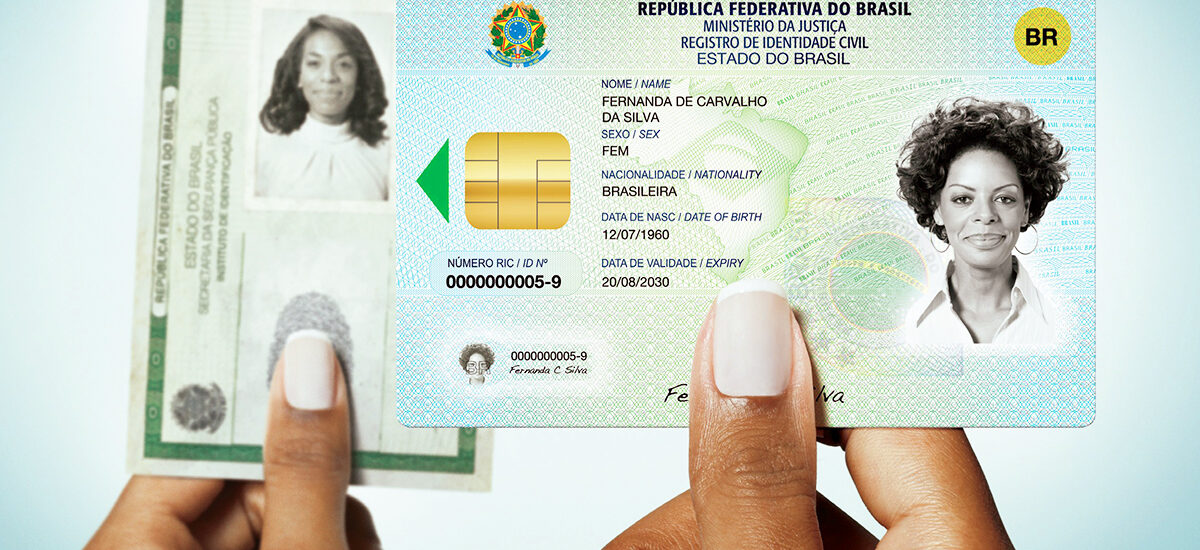 REPÚBLICA FEDERATIVA DO BRASIL
ESTADO DO BRASIL
SECRETARIA DA SEGURANÇA PÚBLICA
INSTITUTO DE IDENTIFICAÇÃO
REPÚBLICA FEDERATIVA DO BRASIL
MINISTÉRIO DA JUSTIÇA
REGISTRO DE IDENTIDADE CIVIL
ESTADO DO BRASIL
BR
NOME / NAME
FERNANDA DE CARVALHO
DA SILVA
SEXO / SEX
FEM
NACIONALIDADE / NATIONALITY
BRASILEIRA
DATA DE NASC / DATE OF BIRTH
12/07/1960
NÚMERO RIC / ID Nº
0000000005-9
DATA DE VALIDADE / EXPIRY
20/08/2030
BR
0000000005-9
Fernanda C Silva